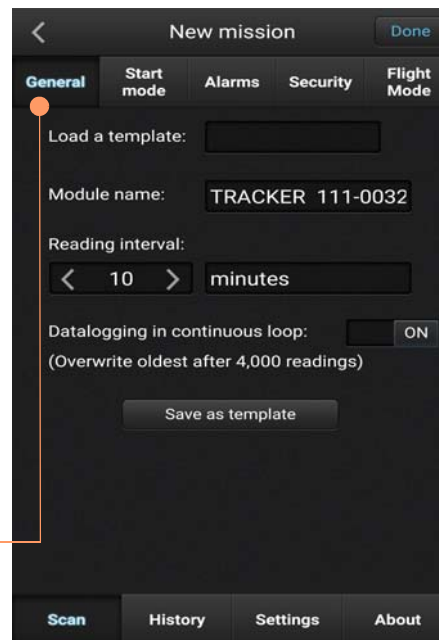 New mission Done
General Start mode Alarms Security Flight Mode
Load a template:
Module name: TRACKER 111-0032
Reading interval:
10 minutes
Datalogging in continuous loop: ON
(Overwrite oldest after 4,000 readings)
Save as template
Scan History Settings About